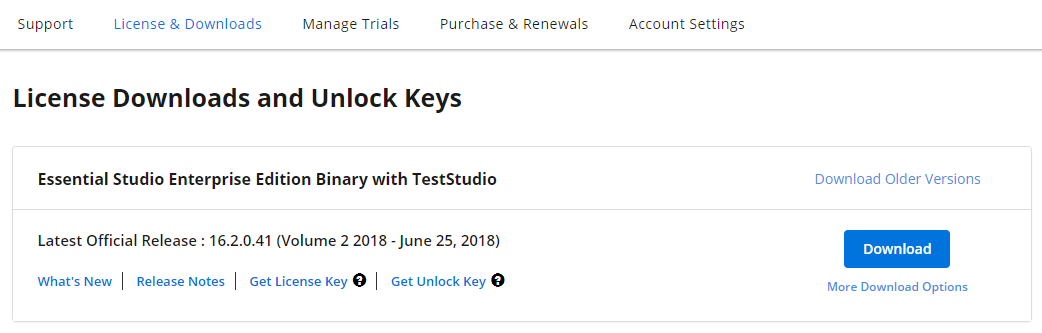 Support License & Downloads Manage Trials Purchase & Renewals Account Settings
License Downloads and Unlock Keys
Essential Studio Enterprise Edition Binary with TestStudio Download Older Versions
Latest Official Release : 16.2.0.41 (Volume 2 2018 - June 25, 2018)
Download
What's New Release Notes Get License Key ? Get Unlock Key ?
More Download Options